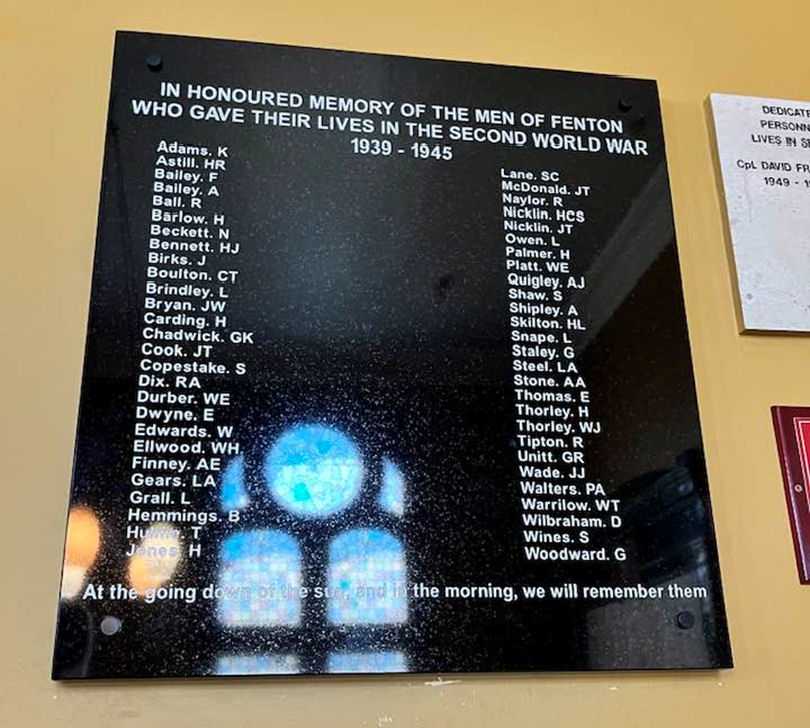 IN HONOURED MEMORY OF THE MEN OF FENTON
WHO GAVE THEIR LIVES IN THE SECOND WORLD WAR
1939 - 1945
Adams. K
Astill. HR
Bailey. F
Bailey. A
Ball. R
Barlow. H
Beckett. N
Bennett. HJ
Birks. J
Boulton. CT
Brindley. L
Bryan. JW
Carding. H
Chadwick. GK
Cook. JT
Copestake. S
Dix. RA
Durber. WE
Dwyne. E
Edwards. W
Ellwood. WH
Finney. AE
Gears. LA
Grall. L
Hemmings. B
Hulme. T
Jones. H
Lane. SC
McDonald. JT
Naylor. R
Nicklin. HCS
Nicklin. JT
Owen. L
Palmer. H
Platt. WE
Quigley. AJ
Shaw. S
Shipley. A
Skilton. HL
Snape. L
Staley. G
Steel. LA
Stone. AA
Thomas. E
Thorley. H
Thorley. WJ
Tipton. R
Unitt. GR
Wade. JJ
Walters. PA
Warrilow. WT
Wilbraham. D
Wines. S
Woodward. G
At the going down of the sun, and in the morning, we will remember them
DEDICATE
PERSONN
LIVES IN SE
Cpl DAVID FR
1949 - 1